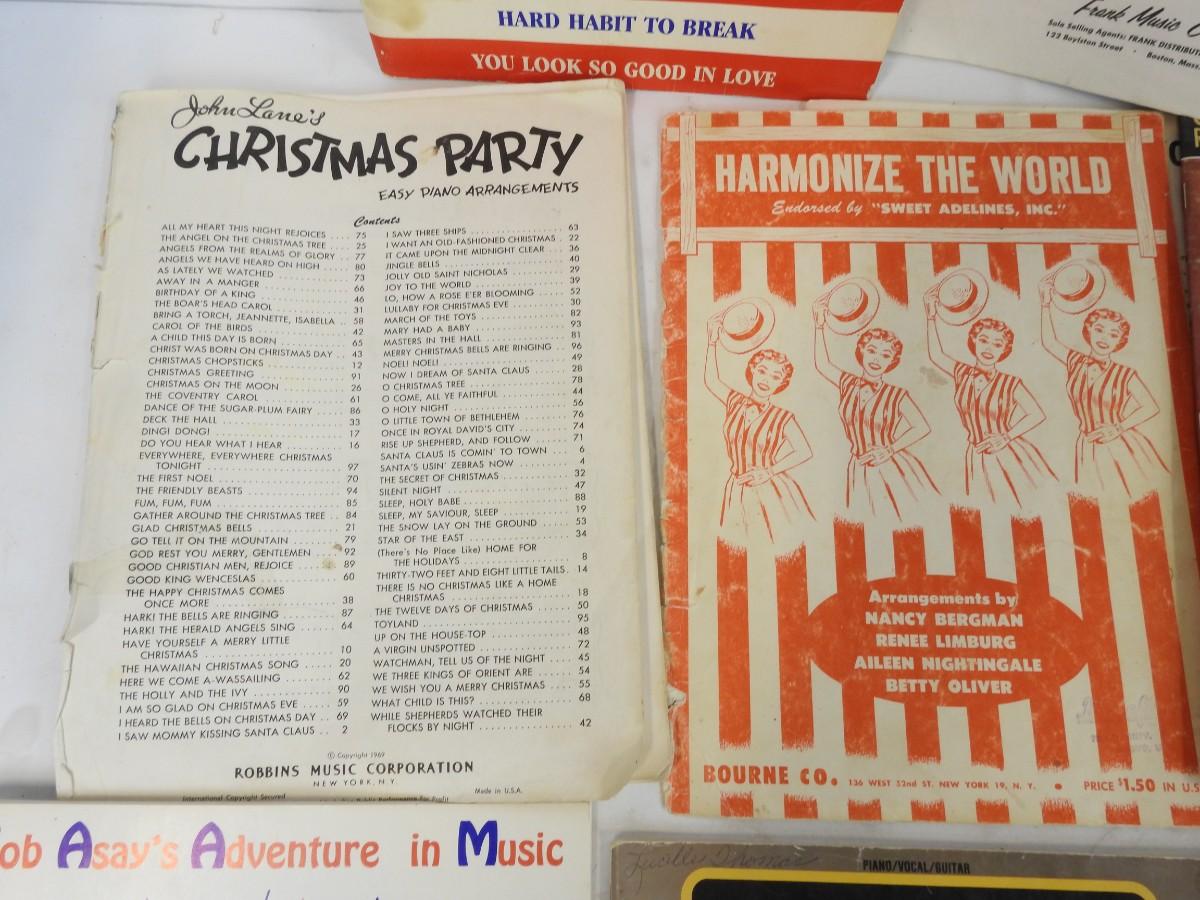 HARD HABIT TO BREAK
YOU LOOK SO GOOD IN LOVE
Frank Music
Sole Selling Agents: FRANK DISTRIBUT
122 Boylston Street • Boston, Mass.
John Lane's
CHRISTMAS PARTY
EASY PIANO ARRANGEMENTS
Contents
ALL MY HEART THIS NIGHT REJOICES .. 75
THE ANGEL ON THE CHRISTMAS TREE .... 25
ANGELS FROM THE REALMS OF GLORY .. 77
ANGELS WE HAVE HEARD ON HIGH ...... 80
AS LATELY WE WATCHED ............ 73
AWAY IN A MANGER ............ 66
BIRTHDAY OF A KING ............ 46
THE BOAR'S HEAD CAROL ............ 31
BRING A TORCH, JEANNETTE, ISABELLA .. 58
CAROL OF THE BIRDS ............ 42
A CHILD THIS DAY IS BORN ............ 65
CHRIST WAS BORN ON CHRISTMAS DAY .. 43
CHRISTMAS CHOPSTICKS ............ 12
CHRISTMAS GREETING ............ 91
CHRISTMAS ON THE MOON ............ 26
THE COVENTRY CAROL ............ 61
DANCE OF THE SUGAR-PLUM FAIRY ...... 86
DECK THE HALL ............ 33
DING! DONG! ............ 17
DO YOU HEAR WHAT I HEAR ............ 16
EVERYWHERE, EVERYWHERE CHRISTMAS
TONIGHT ............ 97
THE FIRST NOEL ............ 70
THE FRIENDLY BEASTS ............ 94
FUM, FUM, FUM ............ 85
GATHER AROUND THE CHRISTMAS TREE .. 84
GLAD CHRISTMAS BELLS ............ 21
GO TELL IT ON THE MOUNTAIN ........ 79
GOD REST YOU MERRY, GENTLEMEN .... 92
GOOD CHRISTIAN MEN, REJOICE ...... 89
GOOD KING WENCESLAS ............ 60
THE HAPPY CHRISTMAS COMES
ONCE MORE ............ 38
HARK! THE BELLS ARE RINGING ........ 87
HARK! THE HERALD ANGELS SING ...... 64
HAVE YOURSELF A MERRY LITTLE
CHRISTMAS ............ 10
THE HAWAIIAN CHRISTMAS SONG ..... 20
HERE WE COME A-WASSAILING ........ 62
THE HOLLY AND THE IVY ............ 90
I AM SO GLAD ON CHRISTMAS EVE ..... 59
I HEARD THE BELLS ON CHRISTMAS DAY .. 69
I SAW MOMMY KISSING SANTA CLAUS .. 2
I SAW THREE SHIPS ............ 63
I WANT AN OLD-FASHIONED CHRISTMAS . 22
IT CAME UPON THE MIDNIGHT CLEAR ... 36
JINGLE BELLS ............ 40
JOLLY OLD SAINT NICHOLAS ............ 29
JOY TO THE WORLD ............ 39
LO, HOW A ROSE E'ER BLOOMING ..... 52
LULLABY FOR CHRISTMAS EVE ......... 30
MARCH OF THE TOYS ............ 82
MARY HAD A BABY ............ 93
MASTERS IN THE HALL ............ 81
MERRY CHRISTMAS BELLS ARE RINGING ... 96
NOEL! NOEL! ............ 49
NOW I DREAM OF SANTA CLAUS ....... 28
O CHRISTMAS TREE ............ 78
O COME, ALL YE FAITHFUL ............ 44
O HOLY NIGHT ............ 56
O LITTLE TOWN OF BETHLEHEM ........ 76
ONCE IN ROYAL DAVID'S CITY ........ 74
RISE UP SHEPHERD, AND FOLLOW ..... 71
SANTA CLAUS IS COMIN' TO TOWN .... 6
SANTA'S USIN' ZEBRAS NOW ......... 4
THE SECRET OF CHRISTMAS ............ 32
SILENT NIGHT ............ 47
SLEEP, HOLY BABE ............ 88
SLEEP, MY SAVIOUR, SLEEP ............ 19
THE SNOW LAY ON THE GROUND ...... 53
STAR OF THE EAST ............ 34
(There's No Place Like) HOME FOR
THE HOLIDAYS ............ 8
THIRTY-TWO FEET AND EIGHT LITTLE TAILS. 14
THERE IS NO CHRISTMAS LIKE A HOME
CHRISTMAS ............ 18
THE TWELVE DAYS OF CHRISTMAS ...... 50
TOYLAND ............ 95
UP ON THE HOUSE-TOP ............ 48
A VIRGIN UNSPOTTED ............ 72
WATCHMAN, TELL US OF THE NIGHT .... 45
WE THREE KINGS OF ORIENT ARE ...... 54
WE WISH YOU A MERRY CHRISTMAS .... 55
WHAT CHILD IS THIS? ............ 68
WHILE SHEPHERDS WATCHED THEIR
FLOCKS BY NIGHT ............ 42
© Copyright 1969
ROBBINS MUSIC CORPORATION
NEW YORK, N.Y.
Made in U.S.A.
International Copyright Secured
HARMONIZE THE WORLD
Endorsed by "SWEET ADELINES, INC."
Arrangements by
NANCY BERGMAN
RENEE LIMBURG
AILEEN NIGHTINGALE
BETTY OLIVER
BOURNE CO. 136 WEST 52nd ST. NEW YORK 19, N. Y. • PRICE $1.50 IN U.S.
ob Asay's Adventure in Music
PIANO/VOCAL/GUITAR